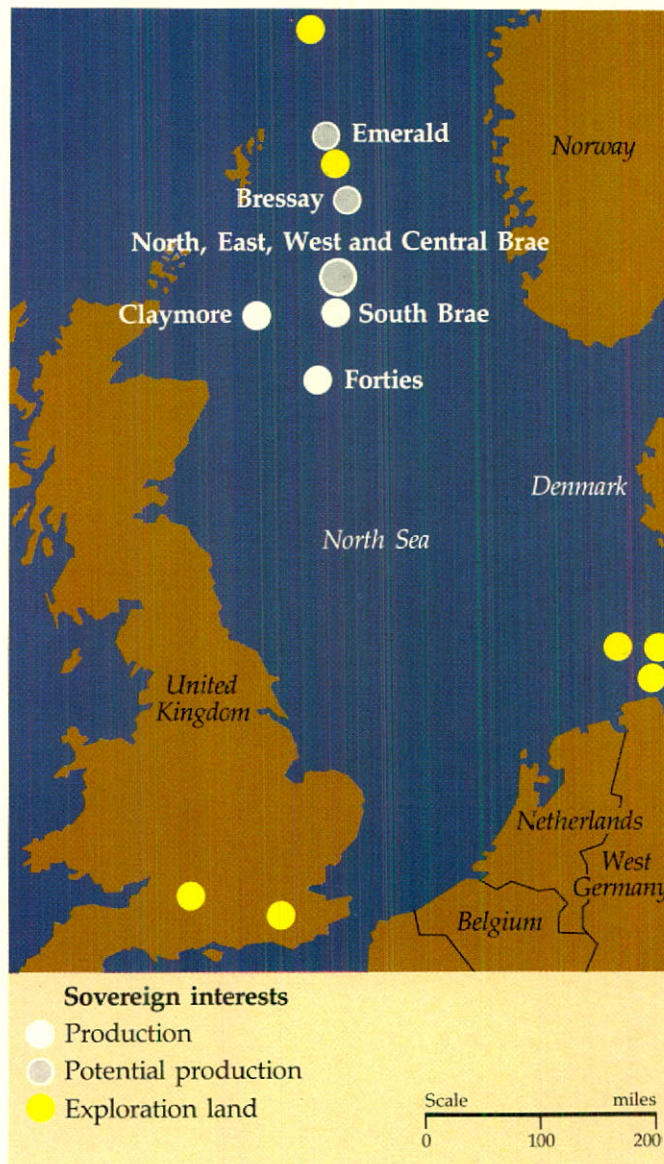 Emerald
Norway
Bressay
North, East, West and Central Brae
Claymore
South Brae
Forties
Denmark
North Sea
United
Kingdom
Netherlands
West
Germany
Belgium
Sovereign interests
Production
Potential production
Exploration land
Scale miles
0 100 200